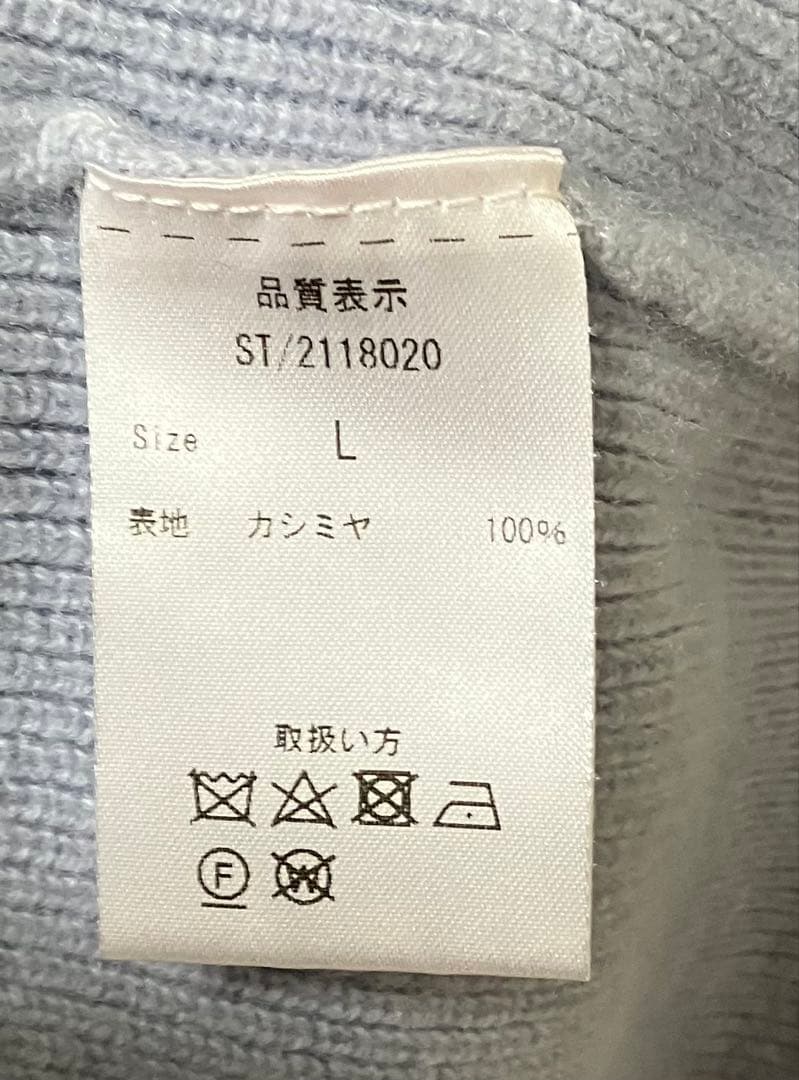 品質表示
ST/2118020
Size L
表地 カシミヤ 100%
取扱い方
F W